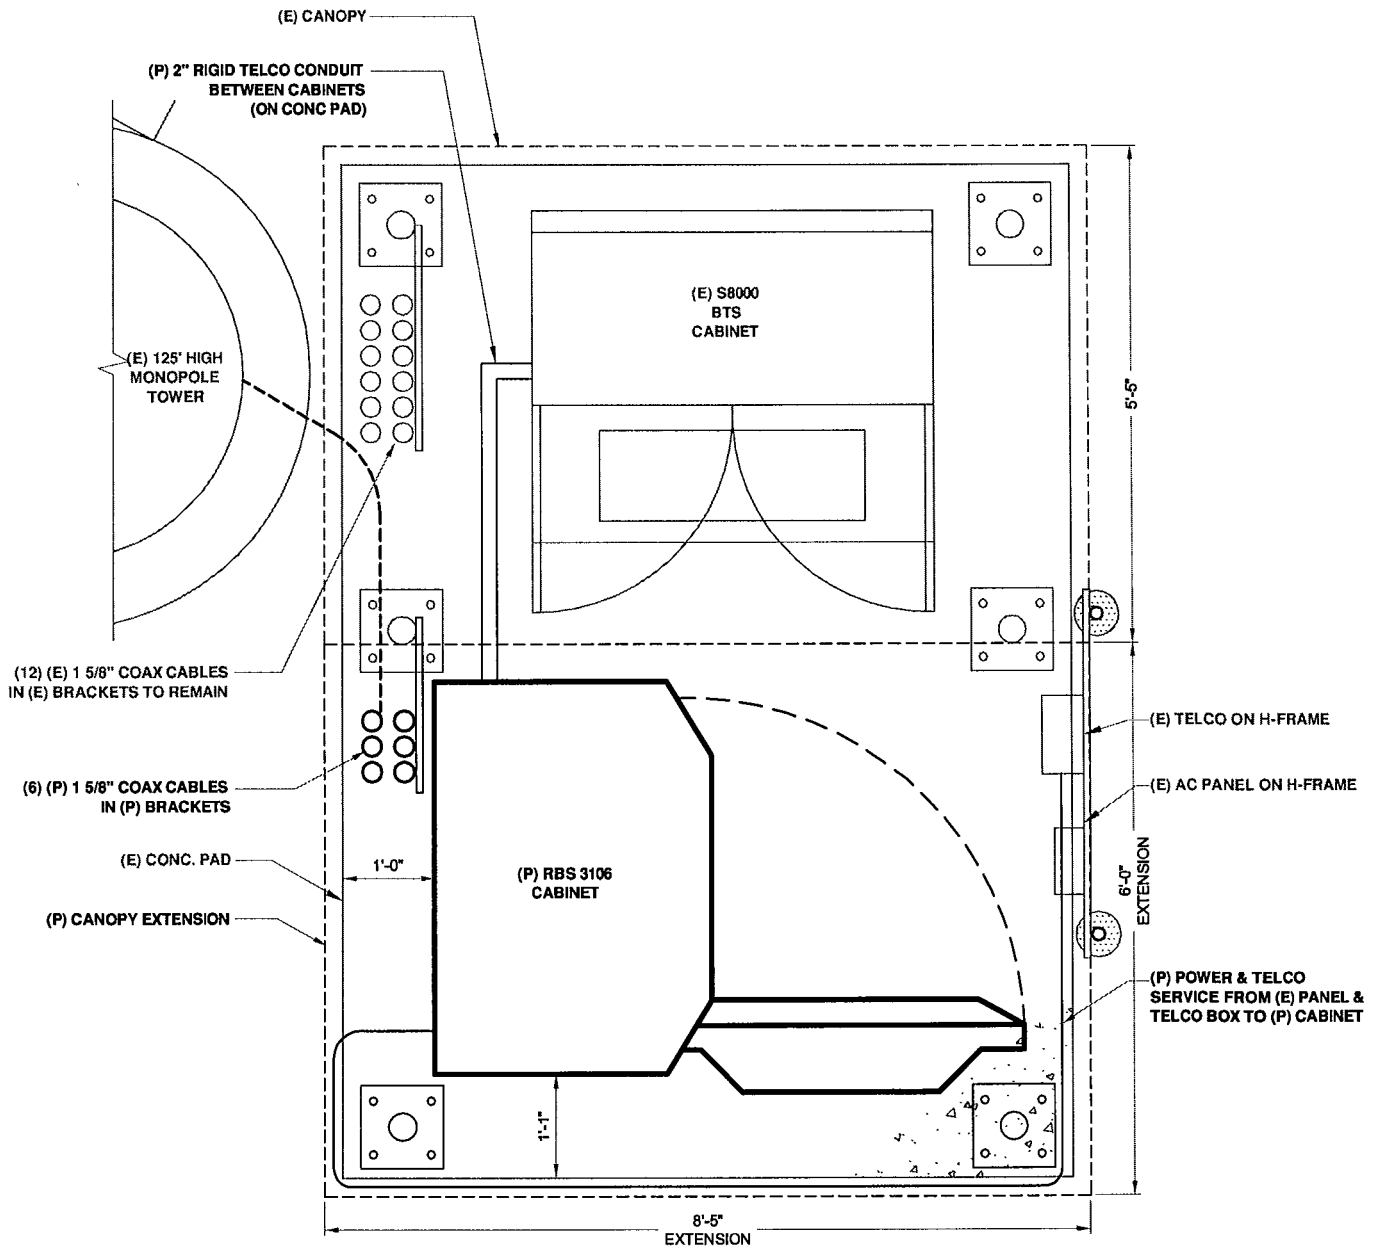 (E) CANOPY
(P) 2" RIGID TELCO CONDUIT
BETWEEN CABINETS
(ON CONC PAD)
(E) S8000
BTS
CABINET
(E) 125' HIGH
MONOPOLE
TOWER
5'-5"
(12) (E) 1 5/8" COAX CABLES
IN (E) BRACKETS TO REMAIN
(E) TELCO ON H-FRAME
(6) (P) 1 5/8" COAX CABLES
IN (P) BRACKETS
(E) AC PANEL ON H-FRAME
(E) CONC. PAD
1'-0"
(P) RBS 3106
CABINET
6'-0"
EXTENSION
(P) CANOPY EXTENSION
(P) POWER & TELCO
SERVICE FROM (E) PANEL &
TELCO BOX TO (P) CABINET
1'-1"
8'-5"
EXTENSION